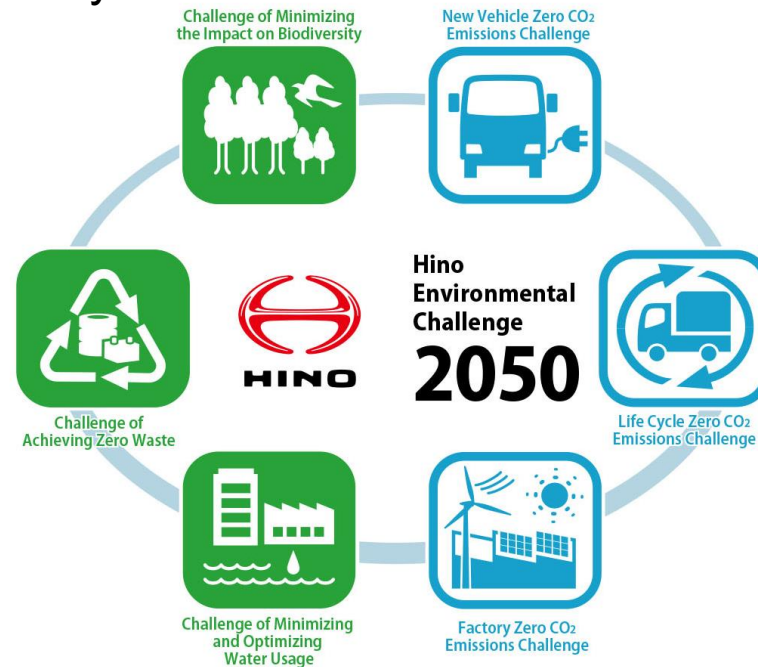 Challenge of Minimizing
the Impact on Biodiversity
New Vehicle Zero CO₂
Emissions Challenge
Hino
Environmental
Challenge
2050
HINO
Challenge of
Achieving Zero Waste
Life Cycle Zero CO₂
Emissions Challenge
Challenge of Minimizing
and Optimizing
Water Usage
Factory Zero CO₂
Emissions Challenge